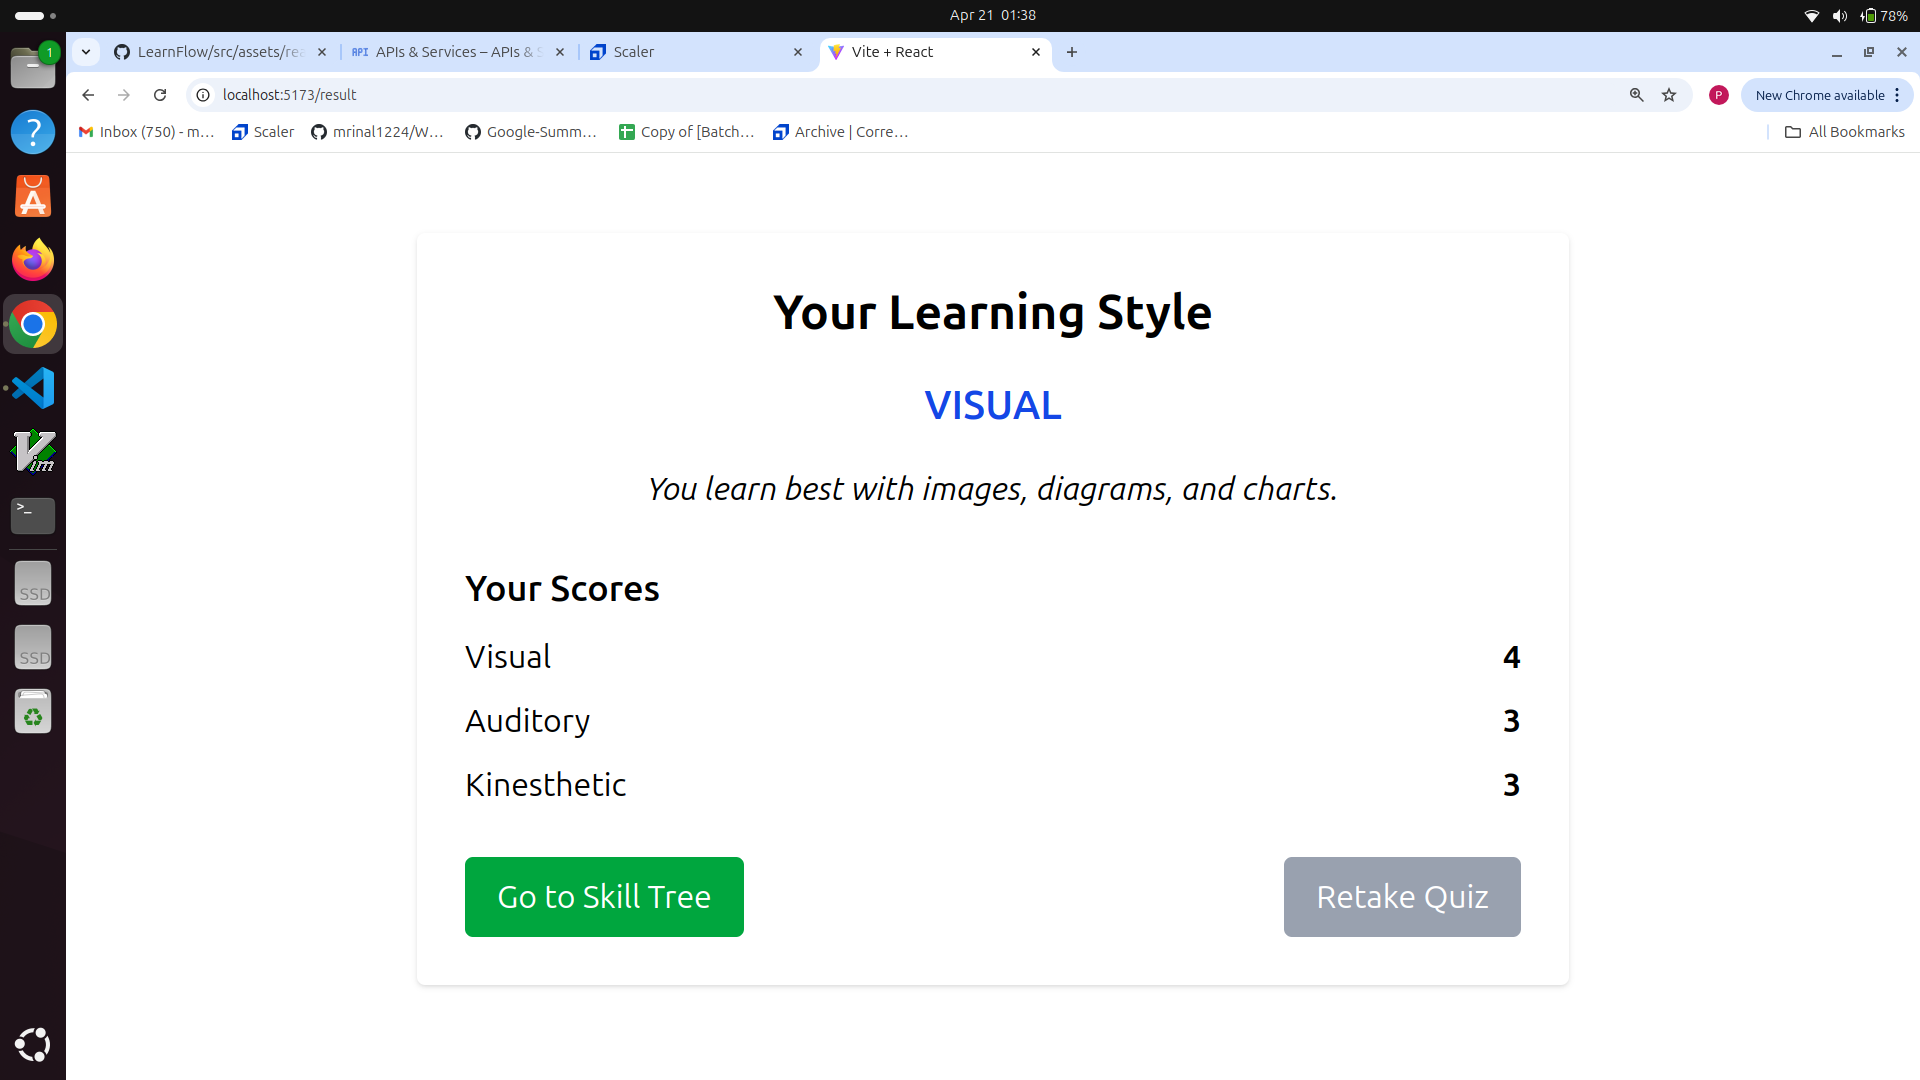 Apr 21 01:38
78%
1
LearnFlow/src/assets/rea
API APIs & Services – APIs & S
Scaler
Vite + React
localhost:5173/result
P
New Chrome available
Inbox (750) - m...
Scaler
mrinal1224/W...
Google-Summ...
Copy of [Batch...
Archive | Corre...
All Bookmarks
Your Learning Style
VISUAL
You learn best with images, diagrams, and charts.
Your Scores
Visual 4
Auditory 3
Kinesthetic 3
Go to Skill Tree
Retake Quiz
?
A
Vim
>_
SSD
SSD